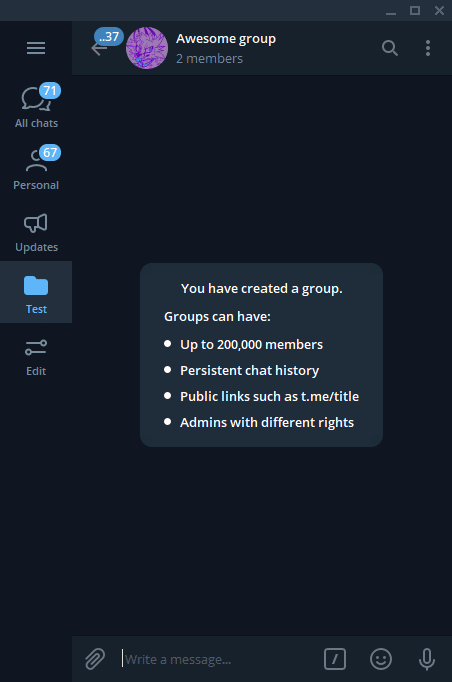 ..37
Awesome group
2 members
71
All chats
67
Personal
Updates
Test
Edit
You have created a group.
Groups can have:
Up to 200,000 members
Persistent chat history
Public links such as t.me/title
Admins with different rights
Write a message...
/